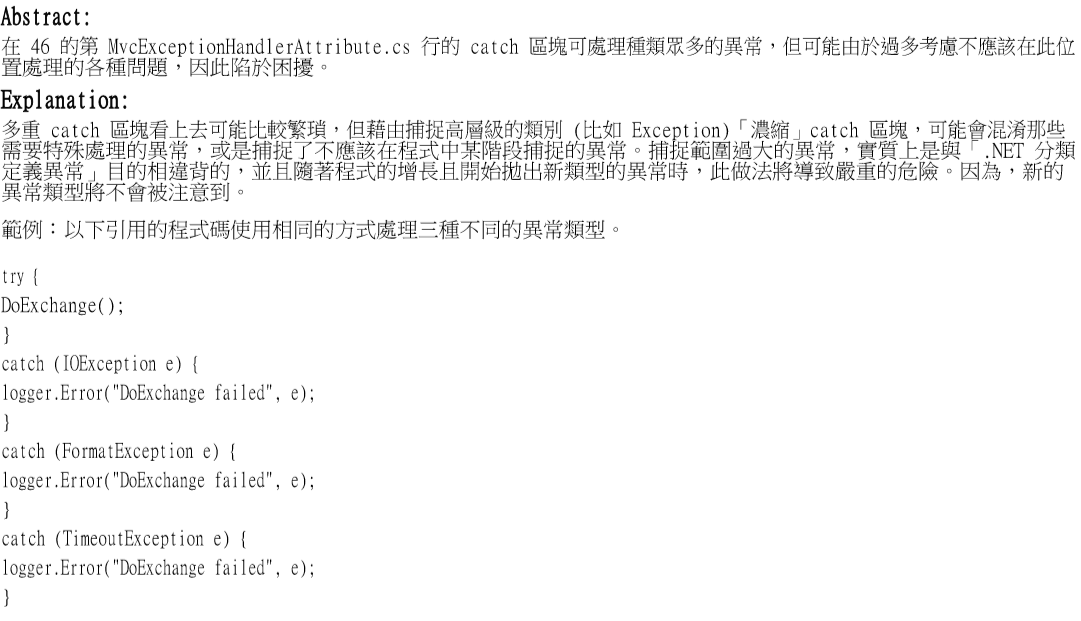 Abstract:
在 46 的第 MvcExceptionHandlerAttribute.cs 行的 catch 區塊可處理種類眾多的異常，但可能由於過多考慮不應該在此位
置處理的各種問題，因此陷於困擾。
Explanation:
多重 catch 區塊看上去可能比較繁瑣，但藉由捕捉高層級的類別 (比如 Exception)「濃縮」catch 區塊，可能會混淆那些
需要特殊處理的異常，或是捕捉了不應該在程式中某階段捕捉的異常。捕捉範圍過大的異常，實質上是與「.NET 分類
定義異常」目的相違背的，並且隨著程式的增長且開始拋出新類型的異常時，此做法將導致嚴重的危險。因為，新的
異常類型將不會被注意到。
範例：以下引用的程式碼使用相同的方式處理三種不同的異常類型。
try {
DoExchange();
}
catch (IOException e) {
logger.Error("DoExchange failed", e);
}
catch (FormatException e) {
logger.Error("DoExchange failed", e);
}
catch (TimeoutException e) {
logger.Error("DoExchange failed", e);
}